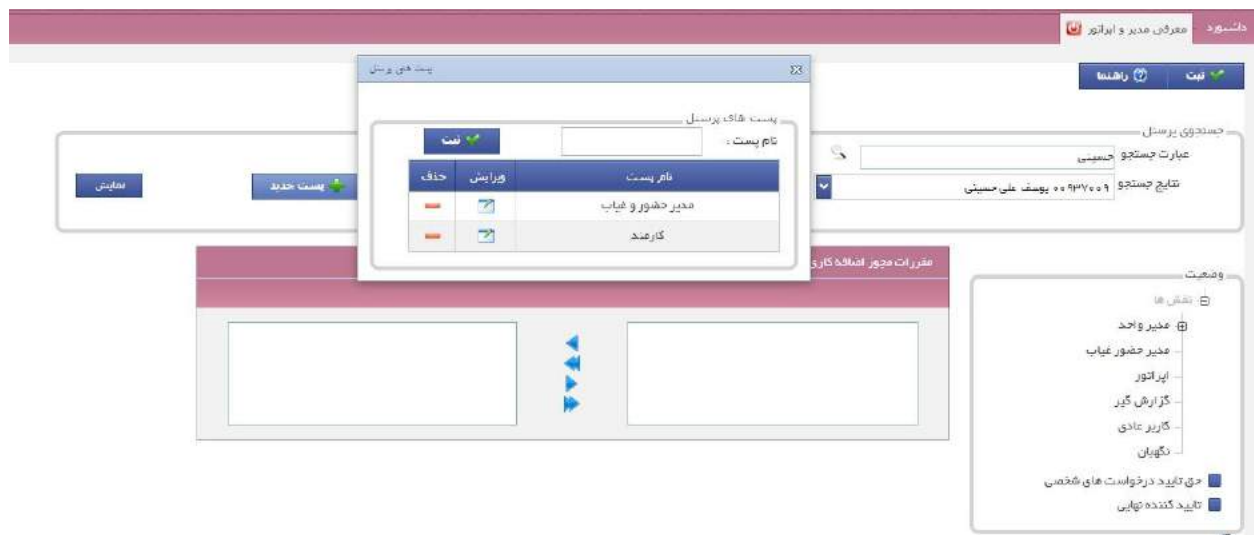 داشبورد
معرفی مدیر و اپراتور
ثبت
راهنما
پست های پرسنل
پست های پرسنل
نام پست :
ثبت
نام پست
ویرایش
حذف
مدیر حضور و غیاب
کارمند
جستجوی پرسنل
عبارت جستجو
حسینی
نتایج جستجو
۰۰۹۳۷۰۰۹ یوسف علی حسینی
پست جدید
نمایش
مقررات مجوز اضافه کاری
وضعیت
نقش ها
مدیر واحد
مدیر حضور غیاب
اپراتور
گزارش گیر
کاربر عادی
نگهبان
حق تایید درخواست های شخصی
تایید کننده نهایی